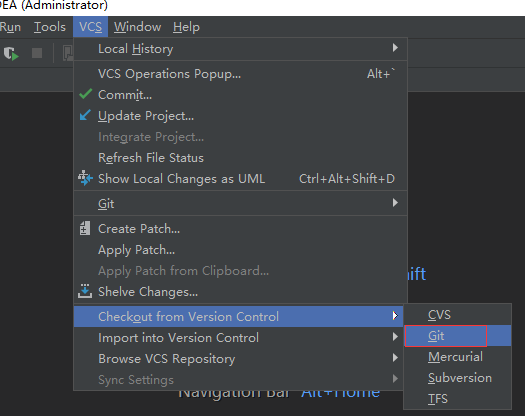 DEA (Administrator)
Run Tools VCS Window Help
Local History
VCS Operations Popup... Alt+`
Commit...
Update Project...
Integrate Project...
Refresh File Status
Show Local Changes as UML Ctrl+Alt+Shift+D
Git
Create Patch...
Apply Patch...
Apply Patch from Clipboard...
Shelve Changes...
Checkout from Version Control
Import into Version Control
Browse VCS Repository
Sync Settings
CVS
Git
Mercurial
Subversion
TFS
Navigation Bar Alt+Home